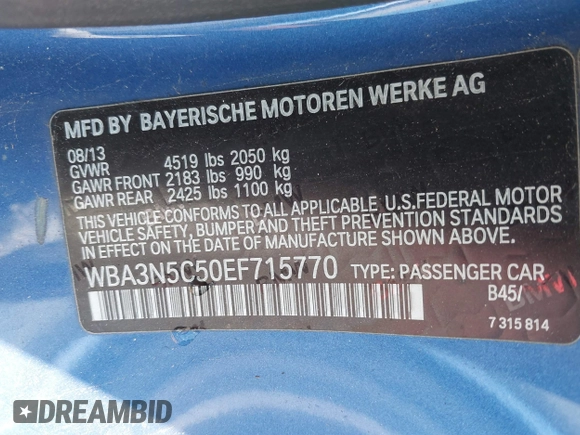 MFD BY BAYERISCHE MOTOREN WERKE AG
08/13
GVWR 4519 lbs 2050 kg
GAWR FRONT 2183 lbs 990 kg
GAWR REAR 2425 lbs 1100 kg
THIS VEHICLE CONFORMS TO ALL APPLICABLE U.S.FEDERAL MOTOR
VEHICLE SAFETY, BUMPER AND THEFT PREVENTION STANDARDS
IN EFFECT ON THE DATE OF MANUFACTURE SHOWN ABOVE.
WBA3N5C50EF715770 TYPE: PASSENGER CAR
B45/
7 315 814
DREAMBID